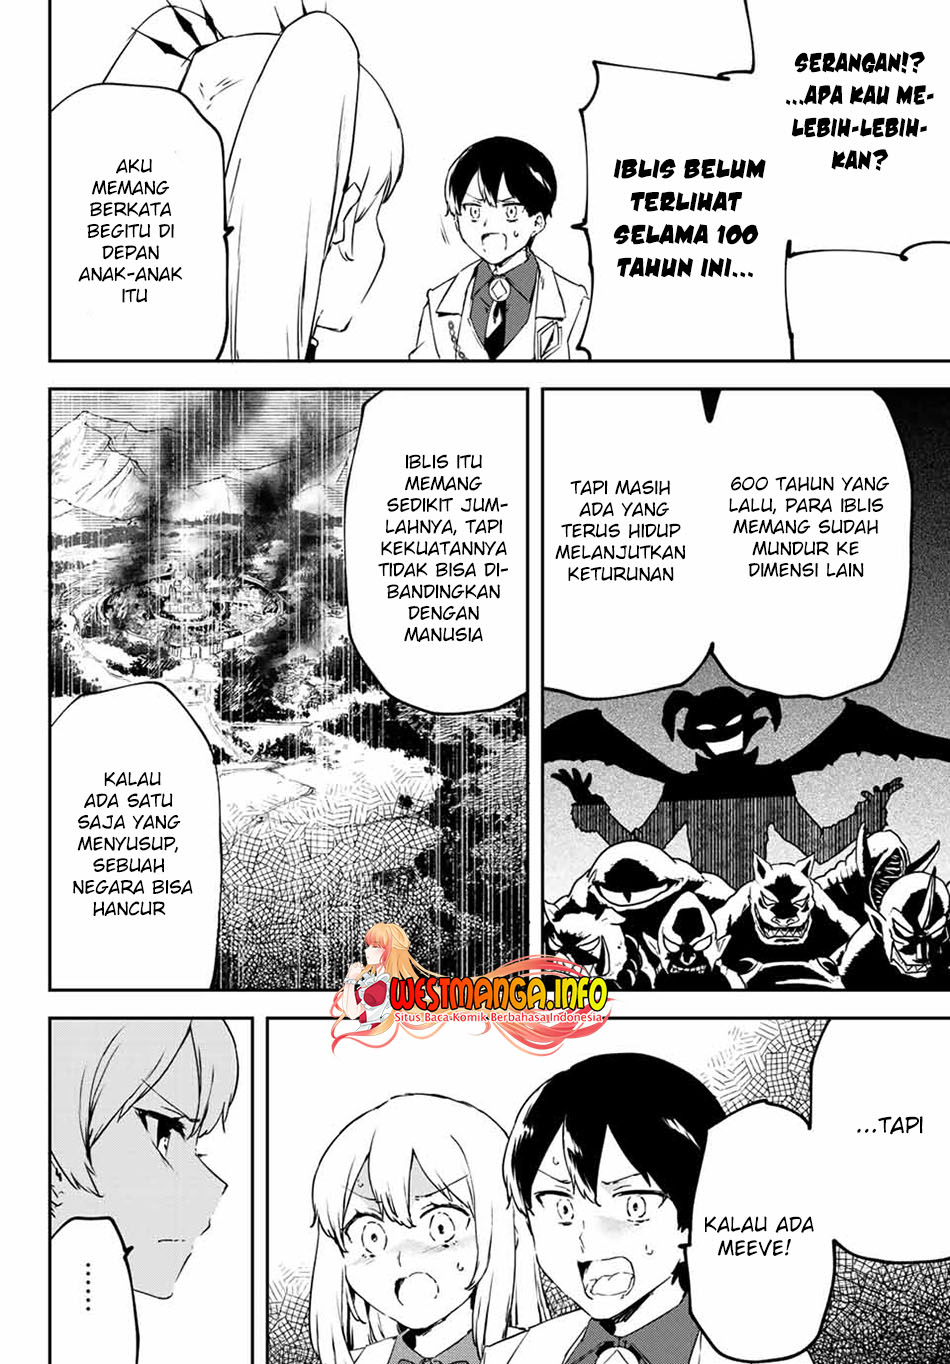 SERANGAN!?
...APA KAU ME-
LEBIH-LEBIH-
KAN?
IBLIS BELUM
TERLIHAT
SELAMA 100
TAHUN INI...
AKU
MEMANG
BERKATA
BEGITU DI
DEPAN
ANAK-ANAK
ITU
600 TAHUN YANG
LALU, PARA IBLIS
MEMANG SUDAH
MUNDUR KE
DIMENSI LAIN
TAPI MASIH
ADA YANG
TERUS HIDUP
MELANJUTKAN
KETURUNAN
IBLIS ITU
MEMANG
SEDIKIT JUM-
LAHNYA, TAPI
KEKUATANNYA
TIDAK BISA DI-
BANDINGKAN
DENGAN
MANUSIA
KALAU
ADA SATU
SAJA YANG
MENYUSUP,
SEBUAH
NEGARA BISA
HANCUR
WESTMANGA.INFO
Situs Baca Komik Berbahasa Indonesia
...TAPI
KALAU ADA
MEEVE!
......